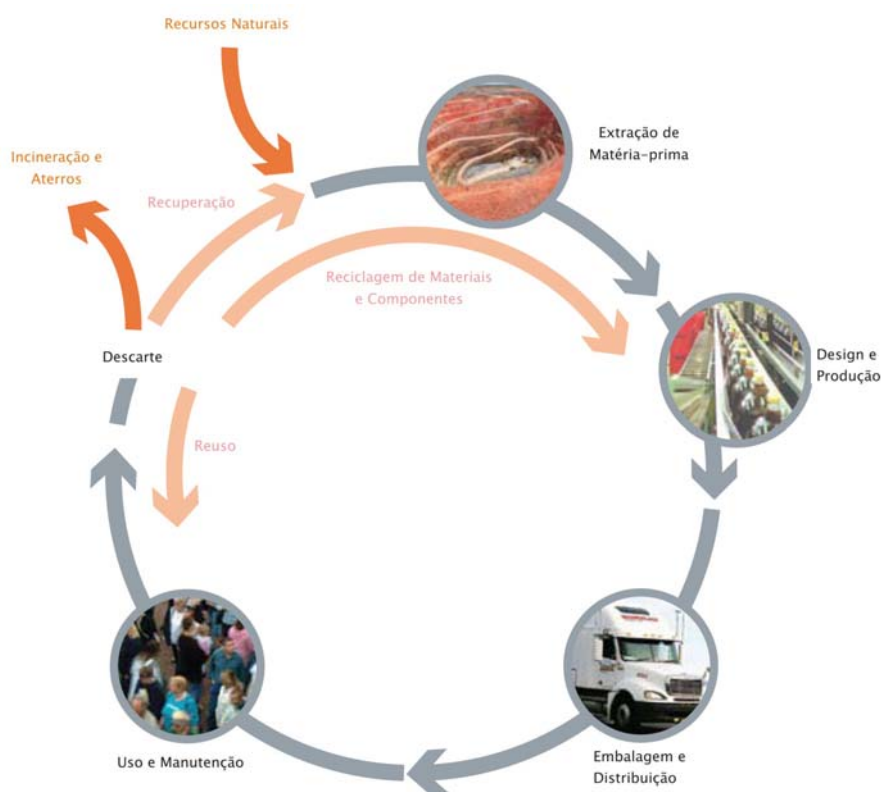 Recursos Naturais
Extração de
Matéria-prima
Incineração e
Aterros
Recuperação
Reciclagem de Materiais
e Componentes
Descarte
Design e
Produção
Reuso
Uso e Manutenção
Embalagem e
Distribuição